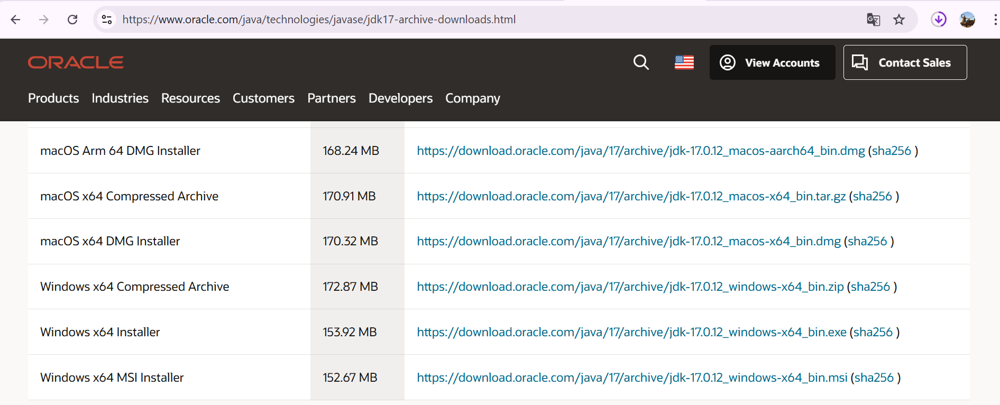 https://www.oracle.com/java/technologies/javase/jdk17-archive-downloads.html
ORACLE
View Accounts
Contact Sales
Products Industries Resources Customers Partners Developers Company
macOS Arm 64 DMG Installer 168.24 MB https://download.oracle.com/java/17/archive/jdk-17.0.12_macos-aarch64_bin.dmg (sha256 )
macOS x64 Compressed Archive 170.91 MB https://download.oracle.com/java/17/archive/jdk-17.0.12_macos-x64_bin.tar.gz (sha256 )
macOS x64 DMG Installer 170.32 MB https://download.oracle.com/java/17/archive/jdk-17.0.12_macos-x64_bin.dmg (sha256 )
Windows x64 Compressed Archive 172.87 MB https://download.oracle.com/java/17/archive/jdk-17.0.12_windows-x64_bin.zip (sha256 )
Windows x64 Installer 153.92 MB https://download.oracle.com/java/17/archive/jdk-17.0.12_windows-x64_bin.exe (sha256 )
Windows x64 MSI Installer 152.67 MB https://download.oracle.com/java/17/archive/jdk-17.0.12_windows-x64_bin.msi (sha256 )